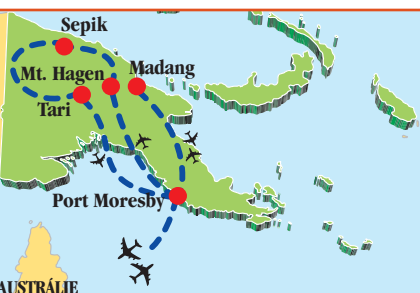 Sepik
Mt. Hagen
Madang
Tari
Port Moresby
AUSTRÁLIE